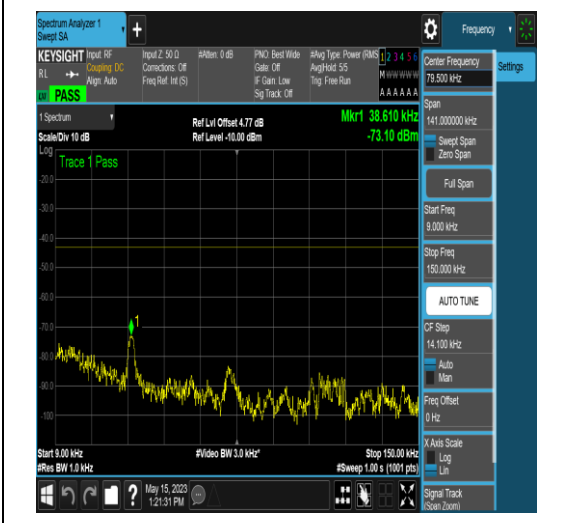 Spectrum Analyzer 1
Swept SA
+
Frequency
KEYSIGHT
RL
Input: RF
Coupling: DC
Align: Auto
Input Z: 50 Ω
Corrections: Off
Freq Ref: Int (S)
#Atten: 0 dB
PNO: Best Wide
Gate: Off
IF Gain: Low
Sig Track: Off
#Avg Type: Power (RMS
Avg|Hold: 5/5
Trig: Free Run
1 2 3 4 5 6
M W W W W W
A A A A A A
PASS
1 Spectrum
Scale/Div 10 dB
Ref Lvl Offset 4.77 dB
Ref Level -10.00 dBm
Mkr1 38.610 kHz
-73.10 dBm
Log
Trace 1 Pass
-20.0
-30.0
-40.0
-50.0
-60.0
-70.0
-80.0
-90.0
-100
1
Start 9.00 kHz
#Res BW 1.0 kHz
#Video BW 3.0 kHz*
Stop 150.00 kHz
#Sweep 1.00 s (1001 pts)
?
May 15, 2023
1:21:31 PM
Center Frequency
79.500 kHz
Span
141.000000 kHz
Swept Span
Zero Span
Full Span
Start Freq
9.000 kHz
Stop Freq
150.000 kHz
AUTO TUNE
CF Step
14.100 kHz
Auto
Man
Freq Offset
0 Hz
X Axis Scale
Log
Lin
Signal Track
(Span Zoom)
Settings